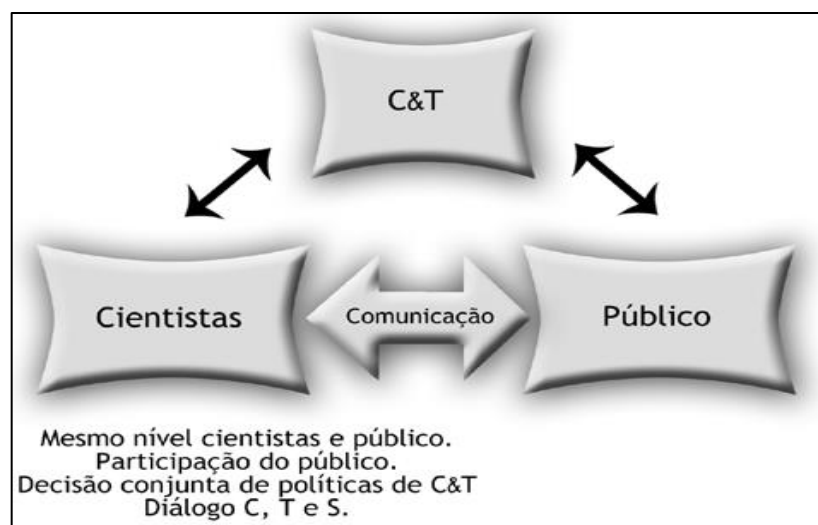 C&T
Cientistas
Comunicação
Público
Mesmo nível cientistas e público.
Participação do público.
Decisão conjunta de políticas de C&T
Diálogo C, T e S.